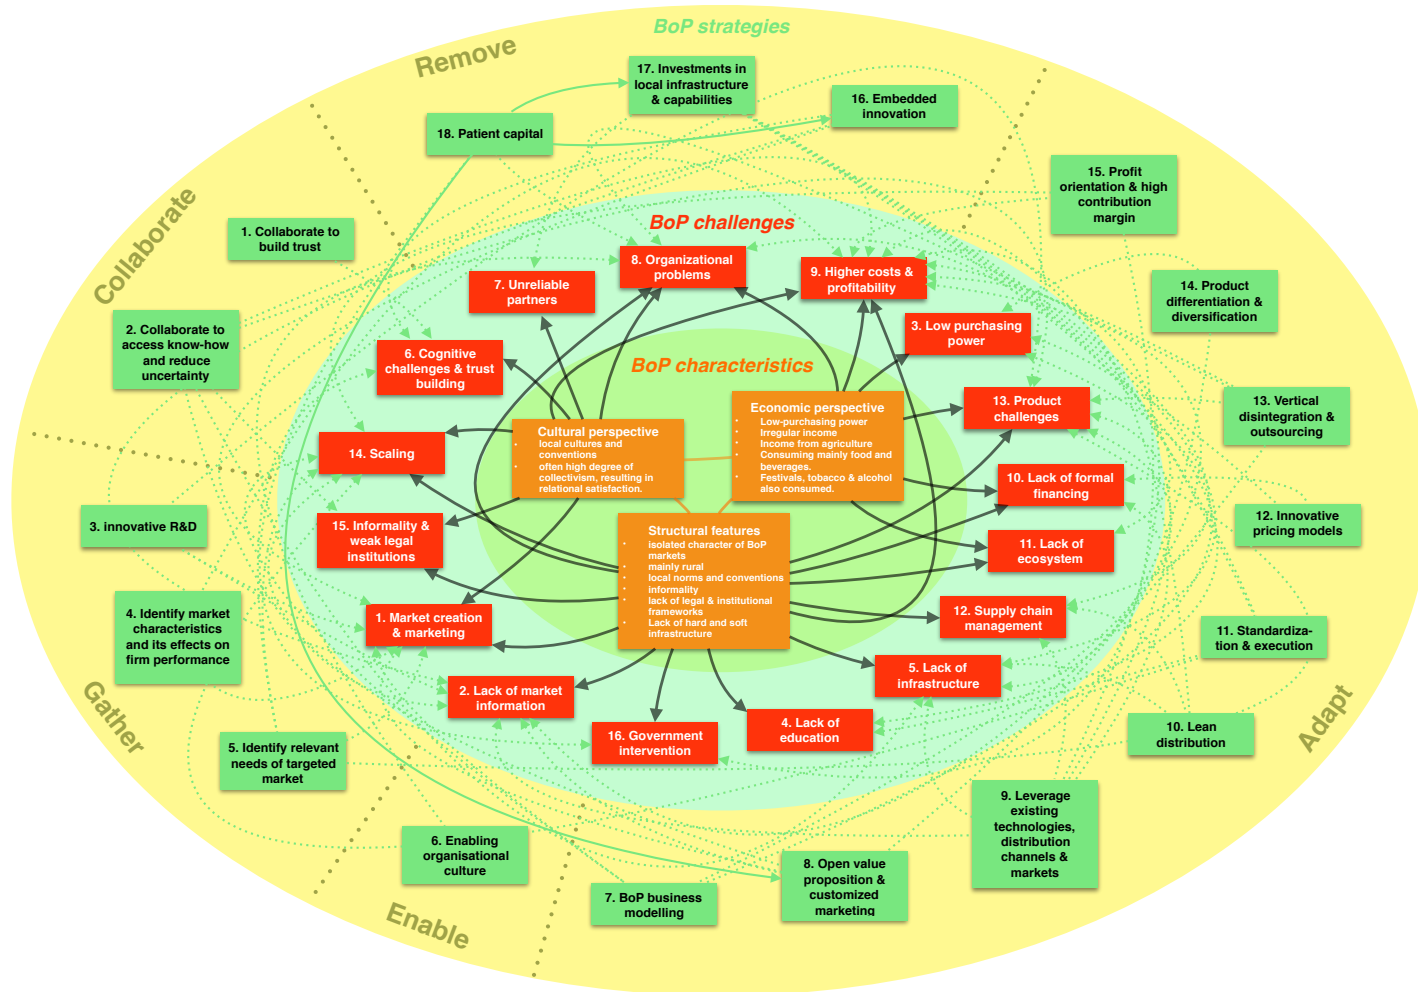 BoP strategies
Remove
17. Investments in
local infrastructure
& capabilities
16. Embedded
innovation
18. Patient capital
15. Profit
orientation & high
contribution
margin
Collaborate
1. Collaborate to
build trust
BoP challenges
8. Organizational
problems
9. Higher costs &
profitability
7. Unreliable
partners
14. Product
differentiation &
diversification
2. Collaborate to
access know-how
and reduce
uncertainty
3. Low purchasing
power
6. Cognitive
challenges & trust
building
BoP characteristics
13. Product
challenges
13. Vertical
disintegration &
outsourcing
Economic perspective
• Low-purchasing power
• Irregular income
• Income from agriculture
• Consuming mainly food and
beverages.
• Festivals, tobacco & alcohol
also consumed.
Cultural perspective
• local cultures and
conventions
• often high degree of
collectivism, resulting in
relational satisfaction.
14. Scaling
10. Lack of formal
financing
3. innovative R&D
15. Informality &
weak legal
institutions
12. Innovative
pricing models
Structural features
• isolated character of BoP
markets
• mainly rural
• local norms and conventions
• informality
• lack of legal & institutional
frameworks
• Lack of hard and soft
infrastructure
11. Lack of
ecosystem
4. Identify market
characteristics
and its effects on
firm performance
1. Market creation
& marketing
12. Supply chain
management
11. Standardiza-
tion & execution
Gather
2. Lack of market
information
5. Lack of
infrastructure
16. Government
intervention
4. Lack of
education
10. Lean
distribution
Adapt
5. Identify relevant
needs of targeted
market
9. Leverage
existing
technologies,
distribution
channels &
markets
6. Enabling
organisational
culture
8. Open value
proposition &
customized
marketing
7. BoP business
modelling
Enable